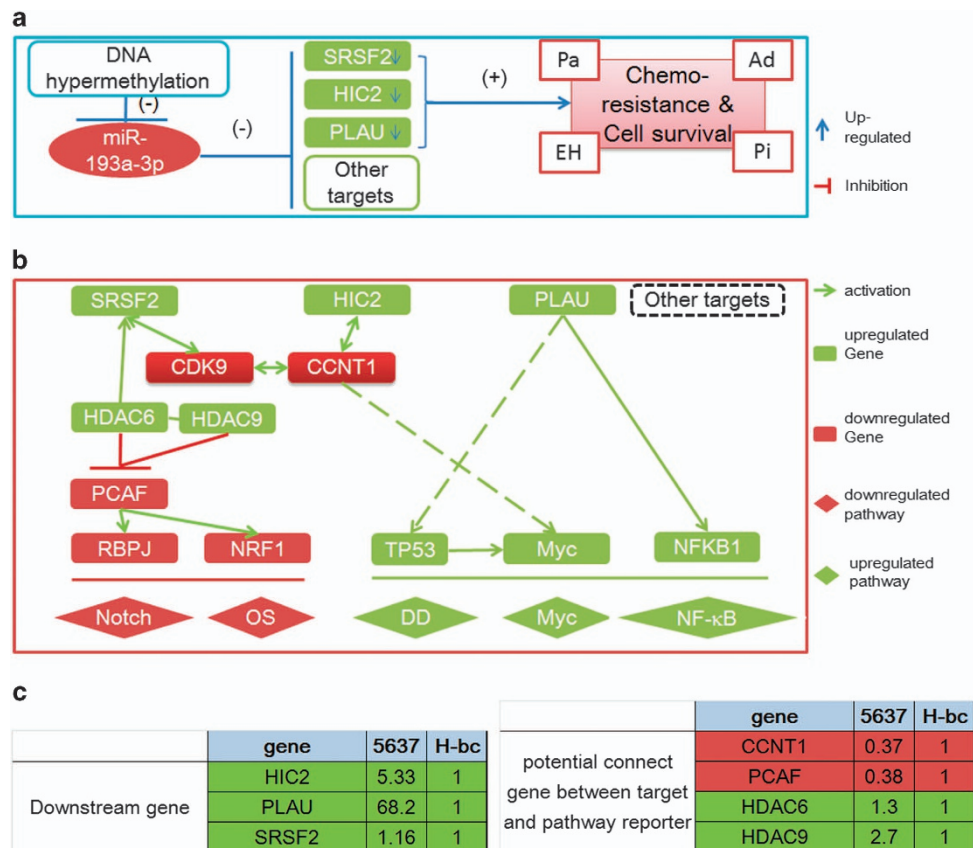 a
DNA
hypermethylation
(-)
miR-
193a-3p
(-)
SRSF2↓
HIC2 ↓
PLAU↓
Other
targets
(+)
Pa
Ad
Chemo-
resistance &
Cell survival
EH
Pi
Up-
regulated
Inhibition
b
SRSF2
HIC2
PLAU
Other targets
CDK9
CCNT1
HDAC6
HDAC9
PCAF
RBPJ
NRF1
TP53
Myc
NFKB1
Notch
OS
DD
Myc
NF-κB
activation
upregulated
Gene
downregulated
Gene
downregulated
pathway
upregulated
pathway
c
gene 5637 H-bc
Downstream gene
HIC2 5.33 1
PLAU 68.2 1
SRSF2 1.16 1
gene 5637 H-bc
potential connect
gene between target
and pathway reporter
CCNT1 0.37 1
PCAF 0.38 1
HDAC6 1.3 1
HDAC9 2.7 1